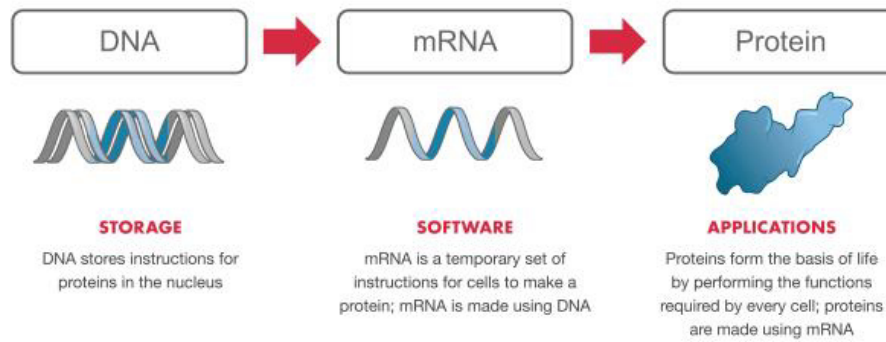 DNA
mRNA
Protein
STORAGE
DNA stores instructions for
proteins in the nucleus
SOFTWARE
mRNA is a temporary set of
instructions for cells to make a
protein; mRNA is made using DNA
APPLICATIONS
Proteins form the basis of life
by performing the functions
required by every cell; proteins
are made using mRNA